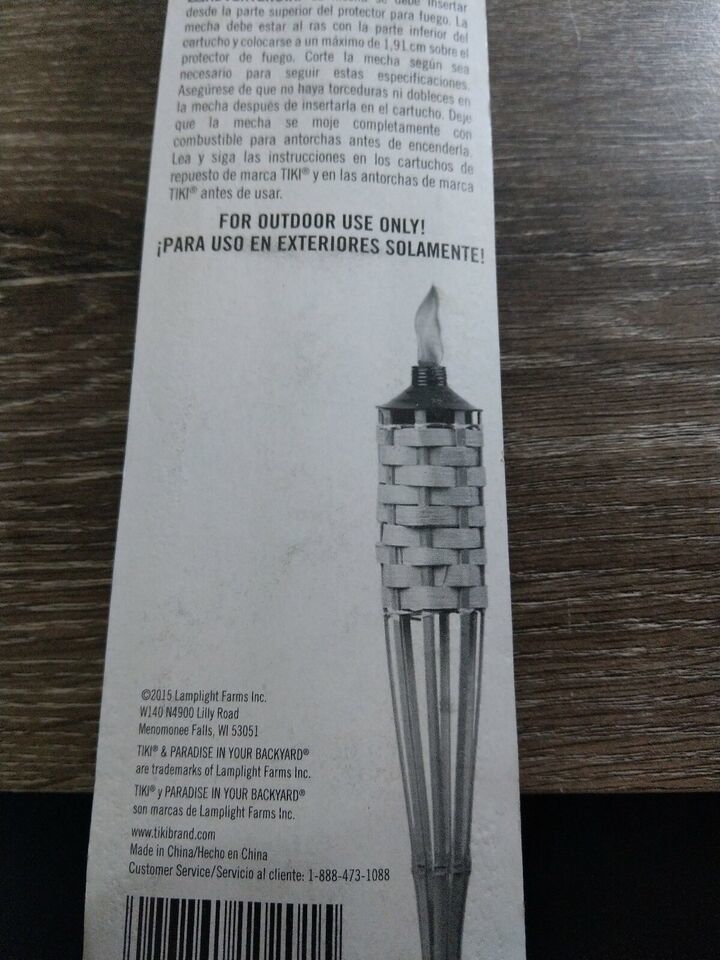 se debe insertar
desde la parte superior del protector para fuego. La
mecha debe estar al ras con la parte inferior del
cartucho y colocarse a un máximo de 1,91 cm sobre el
protector de fuego. Corte la mecha según sea
necesario para seguir estas especificaciones.
Asegúrese de que no haya torceduras ni dobleces en
la mecha después de insertarla en el cartucho. Deje
que la mecha se moje completamente con
combustible para antorchas antes de encenderla.
Lea y siga las instrucciones en los cartuchos de
repuesto de marca TIKI® y en las antorchas de marca
TIKI® antes de usar.
FOR OUTDOOR USE ONLY!
¡PARA USO EN EXTERIORES SOLAMENTE!
©2015 Lamplight Farms Inc.
W140 N4900 Lilly Road
Menomonee Falls, WI 53051
TIKI® & PARADISE IN YOUR BACKYARD®
are trademarks of Lamplight Farms Inc.
TIKI® y PARADISE IN YOUR BACKYARD®
son marcas de Lamplight Farms Inc.
www.tikibrand.com
Made in China/Hecho en China
Customer Service/Servicio al cliente: 1-888-473-1088